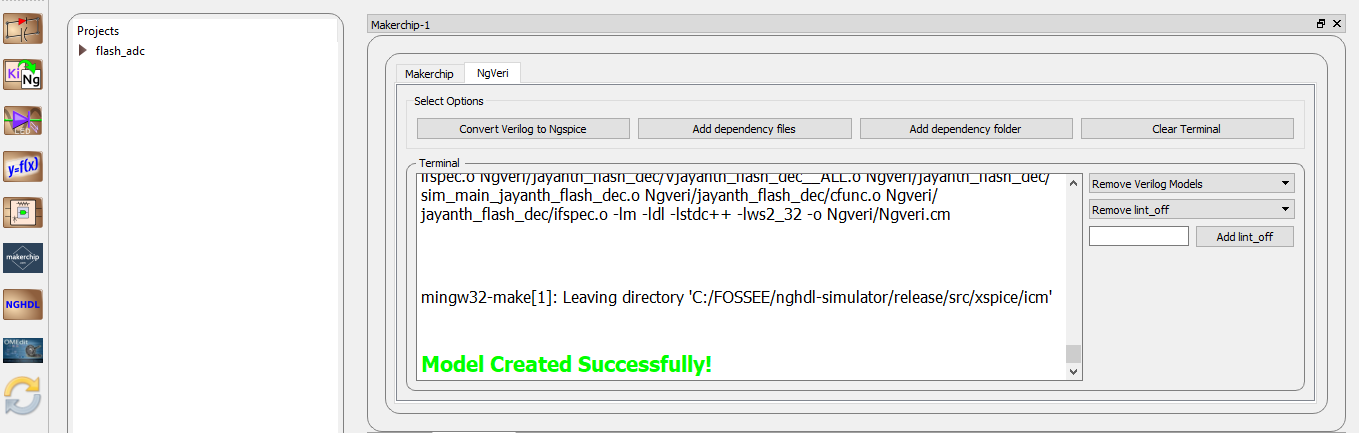 Projects
flash_adc
Ki Ng
y=f(x)
makerchip
NGHDL
OMEdit
Makerchip-1
Makerchip NgVeri
Select Options
Convert Verilog to Ngspice Add dependency files Add dependency folder Clear Terminal
Terminal
ifspec.o Ngveri/jayanth_flash_dec/Vjayanth_flash_dec__ALL.o Ngveri/jayanth_flash_dec/
sim_main_jayanth_flash_dec.o Ngveri/jayanth_flash_dec/cfunc.o Ngveri/
jayanth_flash_dec/ifspec.o -lm -ldl -lstdc++ -lws2_32 -o Ngveri/Ngveri.cm
mingw32-make[1]: Leaving directory 'C:/FOSSEE/nghdl-simulator/release/src/xspice/icm'
Model Created Successfully!
Remove Verilog Models
Remove lint_off
Add lint_off